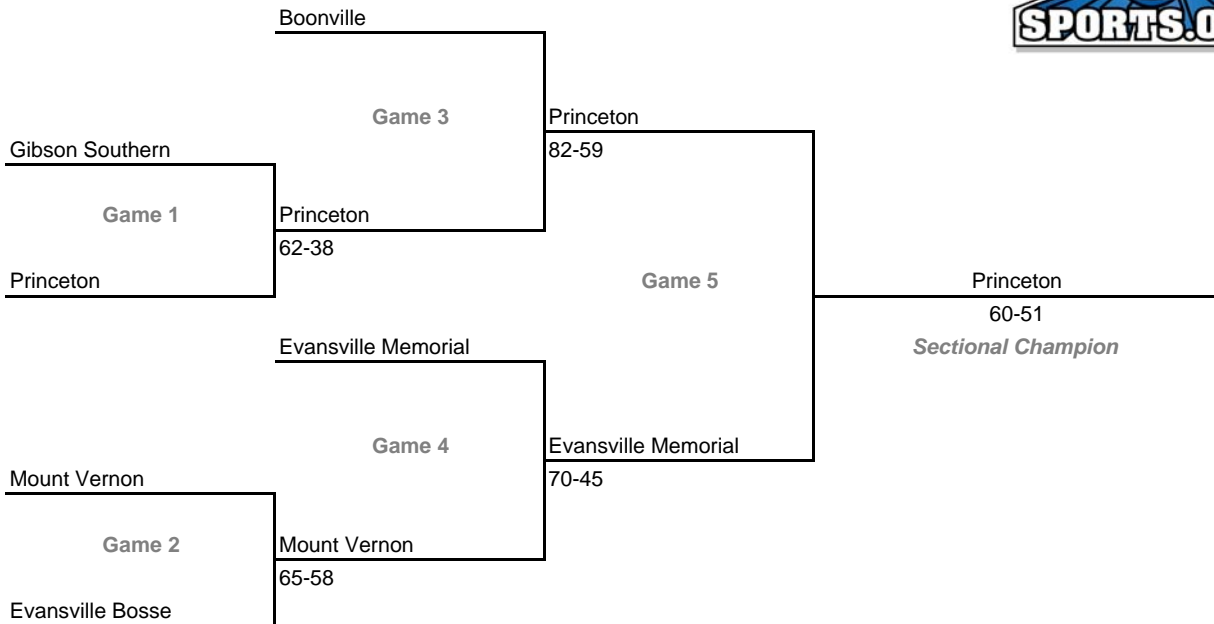 Boonville
SPORTS.O
Game 3
Princeton
Gibson Southern
82-59
Game 1
Princeton
62-38
Princeton
Game 5
Princeton
60-51
Evansville Memorial
Sectional Champion
Game 4
Evansville Memorial
Mount Vernon
70-45
Game 2
Mount Vernon
65-58
Evansville Bosse